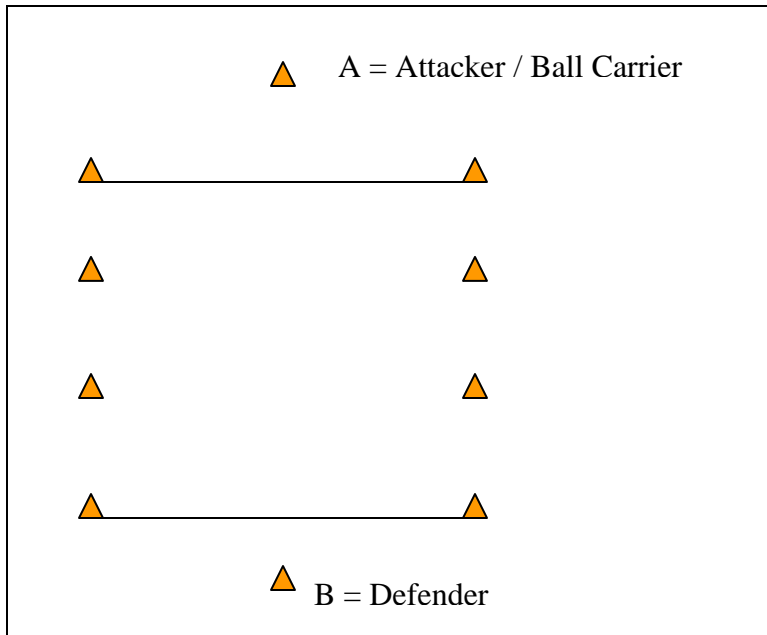 A = Attacker / Ball Carrier
B = Defender